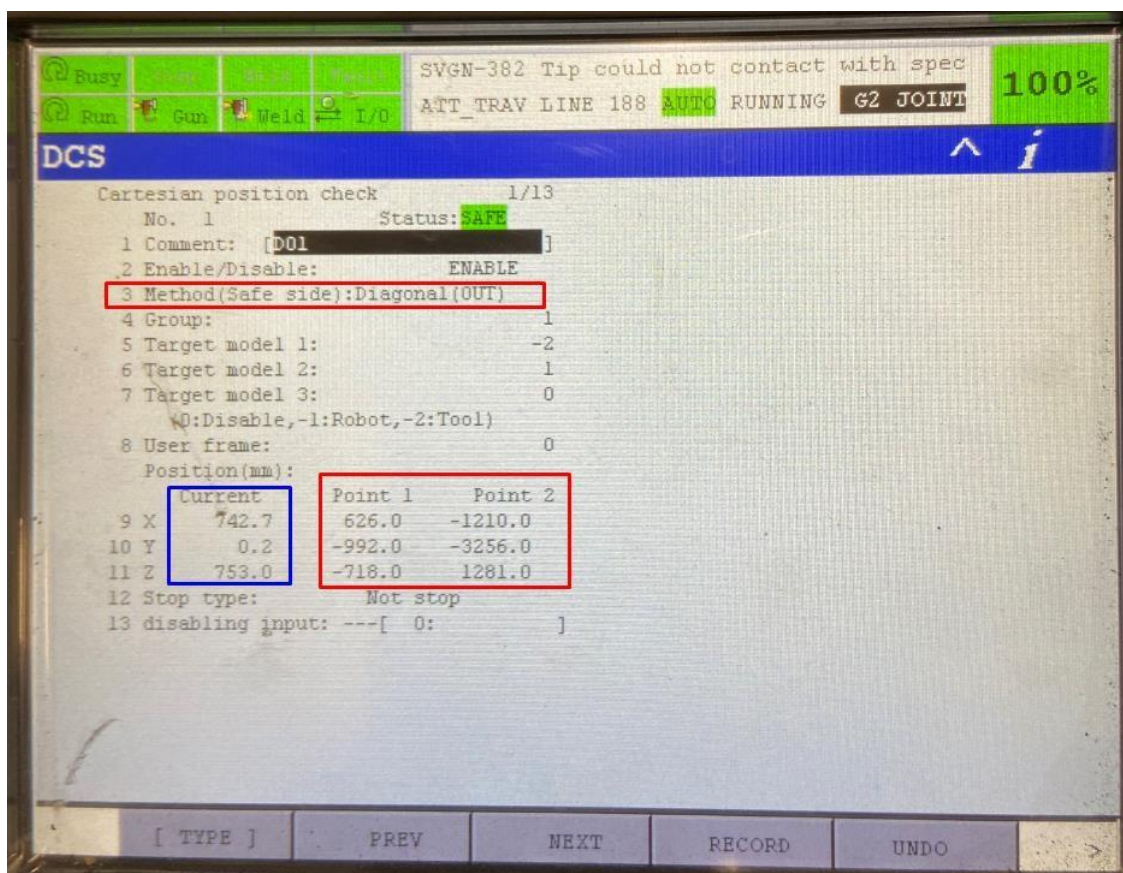 Busy
SVGN-382 Tip could not contact with spec
100%
Run Gun Weld I/O
ATT_TRAV LINE 188 AUTO RUNNING G2 JOINT
DCS
i
Cartesian position check 1/13
No. 1 Status:SAFE
1 Comment: [D01 ]
2 Enable/Disable: ENABLE
3 Method(Safe side):Diagonal(OUT)
4 Group: 1
5 Target model 1: -2
6 Target model 2: 1
7 Target model 3: 0
(0:Disable,-1:Robot,-2:Tool)
8 User frame: 0
Position(mm):
Current Point 1 Point 2
9 X 742.7 626.0 -1210.0
10 Y 0.2 -992.0 -3256.0
11 Z 753.0 -718.0 1281.0
12 Stop type: Not stop
13 disabling input: ---[ 0: ]
[ TYPE ] PREV NEXT RECORD UNDO >